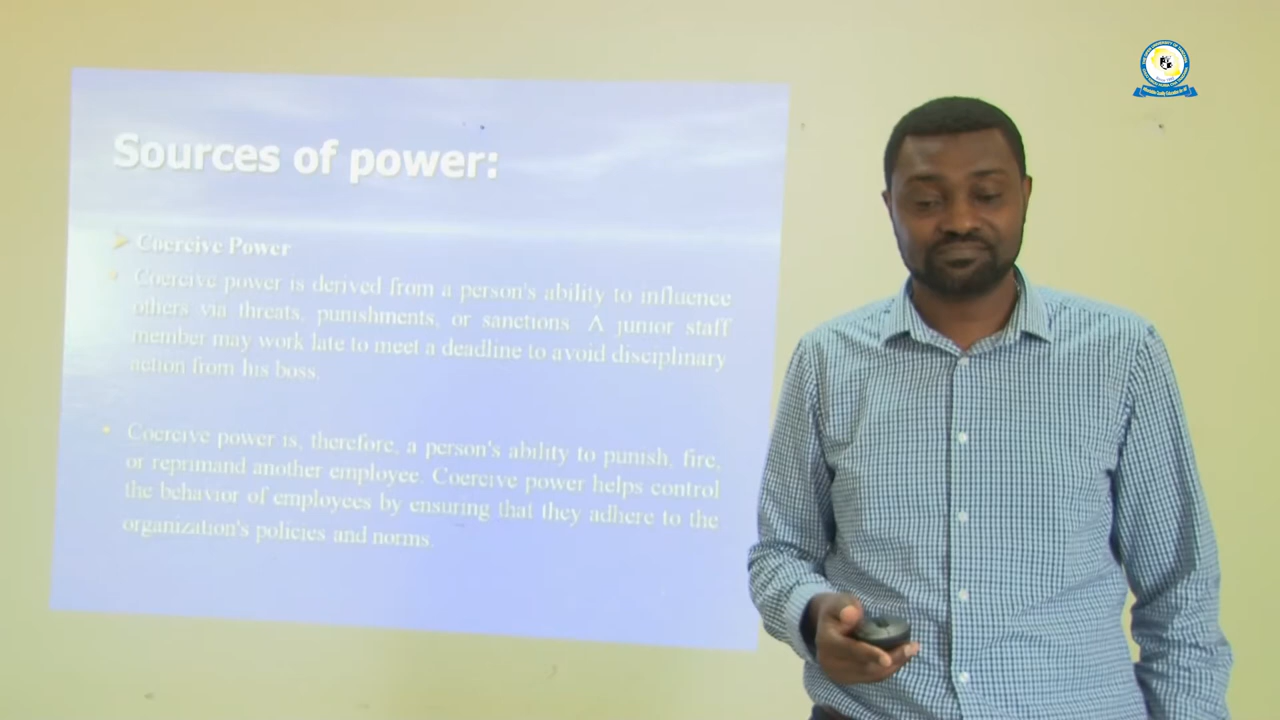 Sources of power:
Coercive Power
Coercive power is derived from a person's ability to influence
others via threats, punishments, or sanctions. A junior staff
member may work late to meet a deadline to avoid disciplinary
action from his boss.
Coercive power is, therefore, a person's ability to punish, fire,
or reprimand another employee. Coercive power helps control
the behavior of employees by ensuring that they adhere to the
organization's policies and norms.